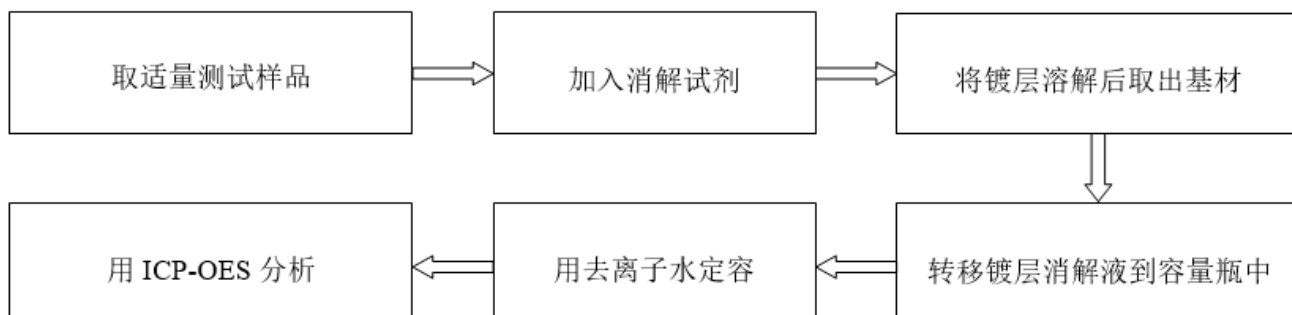 取适量测试样品
加入消解试剂
将镀层溶解后取出基材
转移镀层消解液到容量瓶中
用去离子水定容
用 ICP-OES 分析